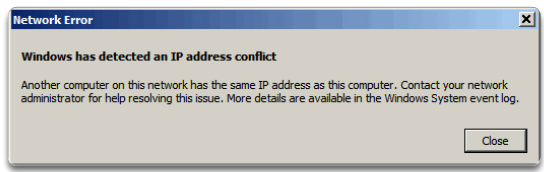 Network Error
Windows has detected an IP address conflict
Another computer on this network has the same IP address as this computer. Contact your network
administrator for help resolving this issue. More details are available in the Windows System event log.
Close